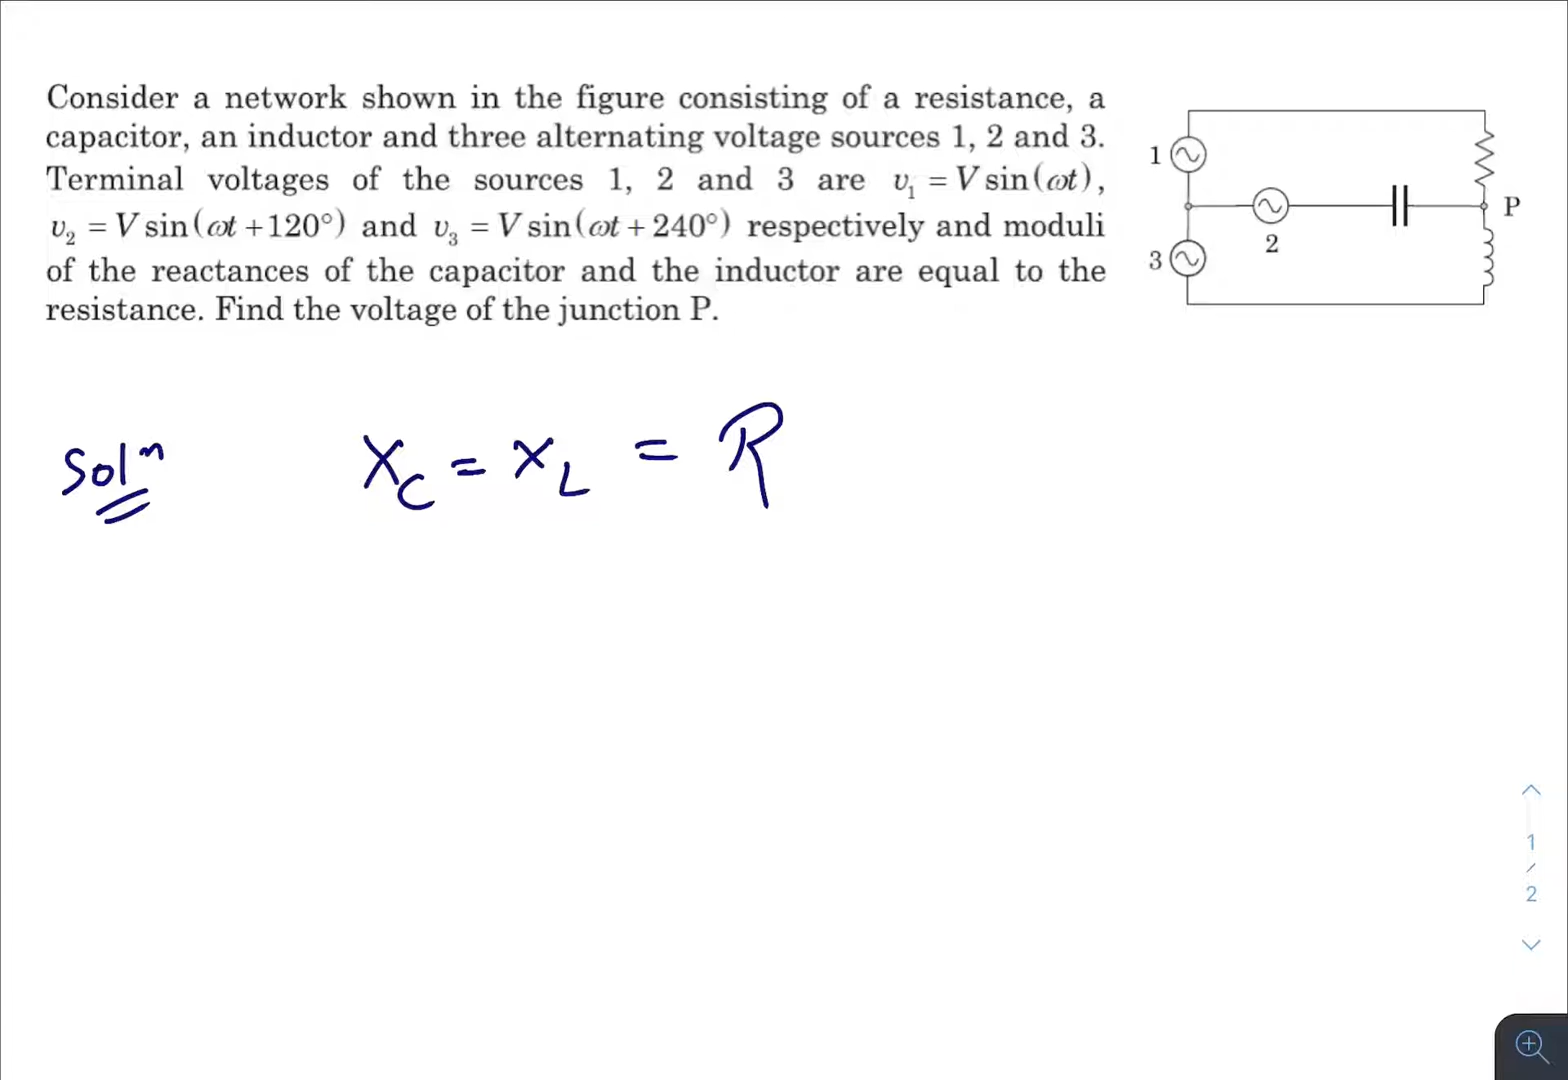 Consider a network shown in the figure consisting of a resistance, a
capacitor, an inductor and three alternating voltage sources 1, 2 and 3.
Terminal voltages of the sources 1, 2 and 3 are v₁ = V sin(ωt),
v₂ = V sin(ωt + 120°) and v₃ = V sin(ωt + 240°) respectively and moduli
of the reactances of the capacitor and the inductor are equal to the
resistance. Find the voltage of the junction P.
1
P
2
3
Solⁿ X_C = X_L = R
1
/
2